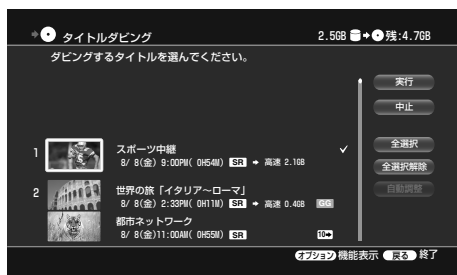 タイトルダビング 2.5GB 残:4.7GB
ダビングするタイトルを選んでください。
実行
中止
全選択
全選択解除
自動調整
1 スポーツ中継
8/ 8(金) 9:00PM( 0H54M) SR 高速 2.1GB
2 世界の旅「イタリア〜ローマ」
8/ 8(金) 2:33PM( 0H11M) SR 高速 0.4GB GG
都市ネットワーク
8/ 8(金)11:00AM( 0H55M) SR 10
オプション 機能表示 戻る 終了